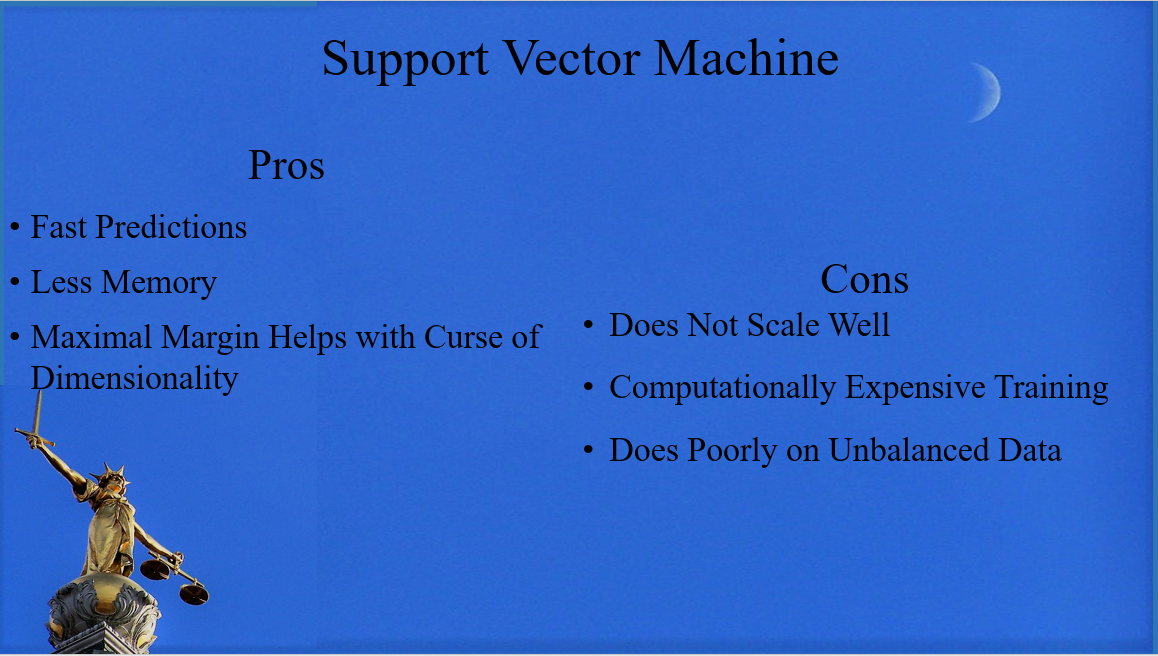 Support Vector Machine
Pros
• Fast Predictions
• Less Memory
• Maximal Margin Helps with Curse of
Dimensionality
Cons
• Does Not Scale Well
• Computationally Expensive Training
• Does Poorly on Unbalanced Data